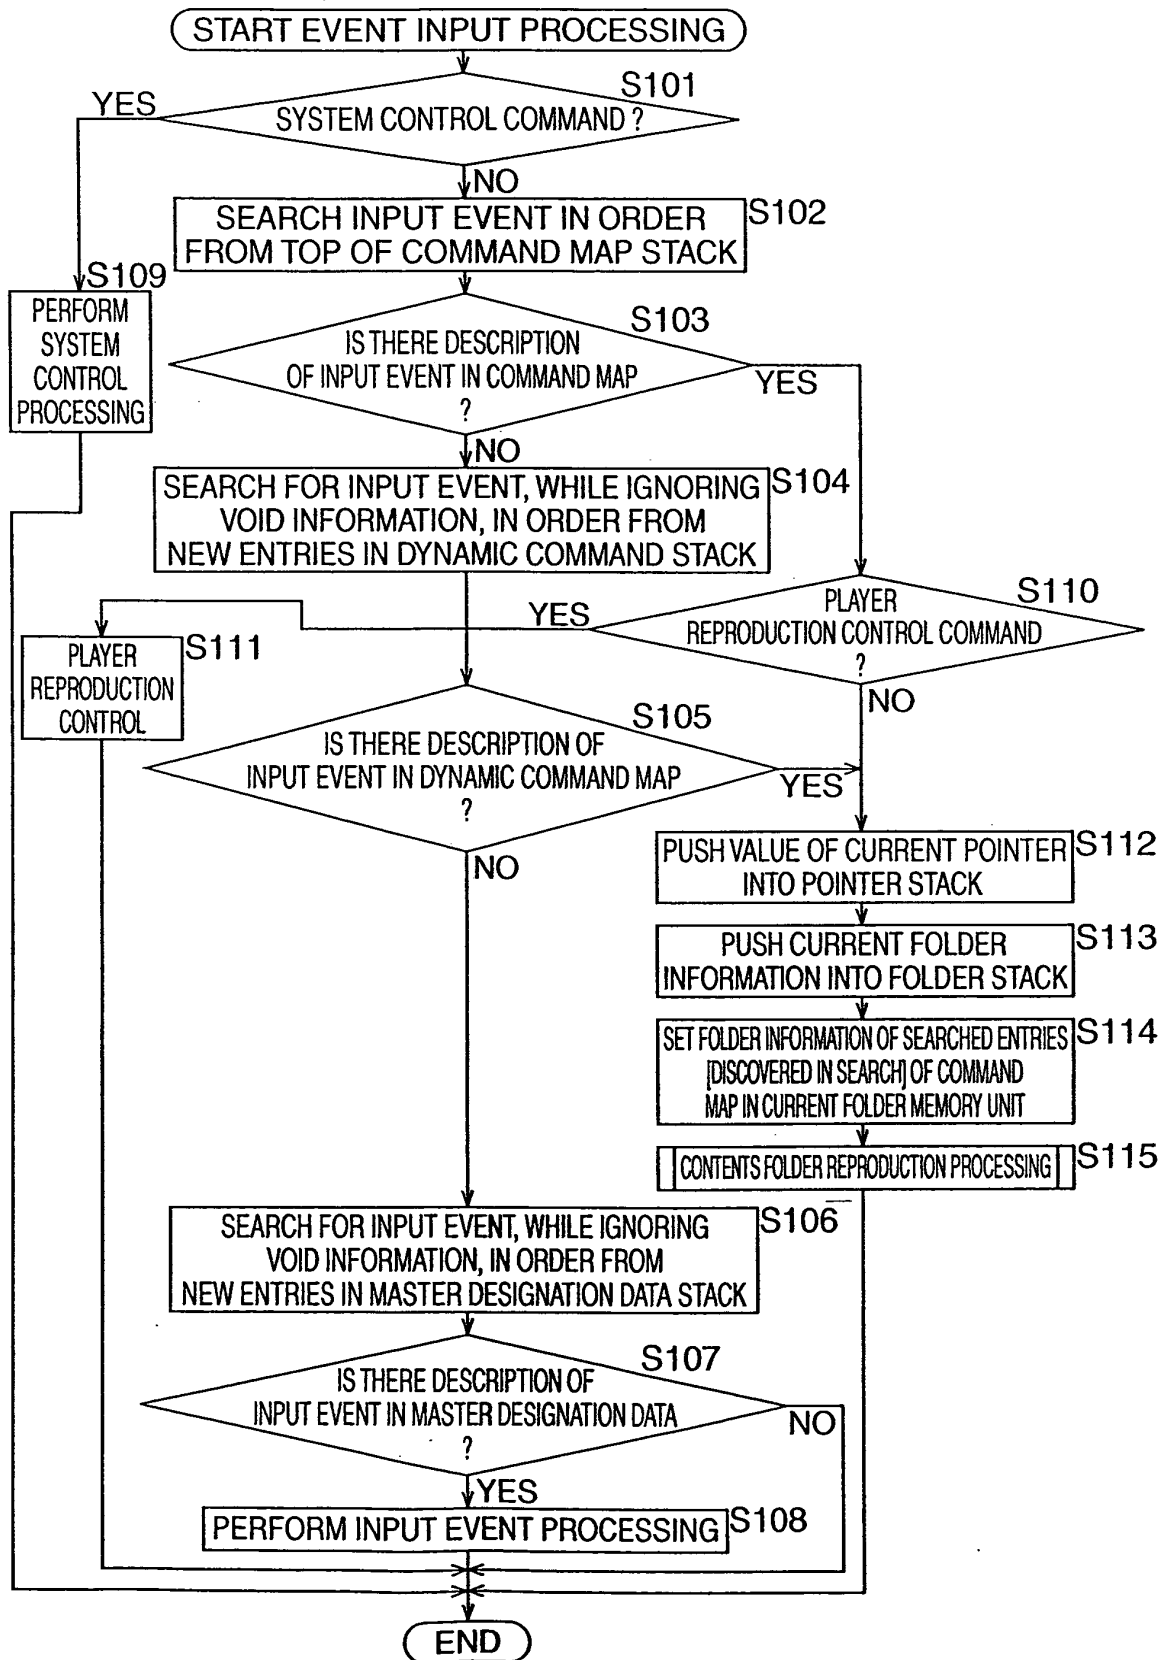 START EVENT INPUT PROCESSING
S101
YES
SYSTEM CONTROL COMMAND ?
NO
SEARCH INPUT EVENT IN ORDER
FROM TOP OF COMMAND MAP STACK
S102
S109
PERFORM
SYSTEM
CONTROL
PROCESSING
S103
IS THERE DESCRIPTION
OF INPUT EVENT IN COMMAND MAP
?
YES
NO
SEARCH FOR INPUT EVENT, WHILE IGNORING
VOID INFORMATION, IN ORDER FROM
NEW ENTRIES IN DYNAMIC COMMAND STACK
S104
S110
PLAYER
REPRODUCTION CONTROL COMMAND
?
YES
NO
S111
PLAYER
REPRODUCTION
CONTROL
S105
IS THERE DESCRIPTION OF
INPUT EVENT IN DYNAMIC COMMAND MAP
?
YES
NO
PUSH VALUE OF CURRENT POINTER
INTO POINTER STACK
S112
PUSH CURRENT FOLDER
INFORMATION INTO FOLDER STACK
S113
SET FOLDER INFORMATION OF SEARCHED ENTRIES
[DISCOVERED IN SEARCH] OF COMMAND
MAP IN CURRENT FOLDER MEMORY UNIT
S114
CONTENTS FOLDER REPRODUCTION PROCESSING
S115
SEARCH FOR INPUT EVENT, WHILE IGNORING
VOID INFORMATION, IN ORDER FROM
NEW ENTRIES IN MASTER DESIGNATION DATA STACK
S106
S107
IS THERE DESCRIPTION OF
INPUT EVENT IN MASTER DESIGNATION DATA
?
NO
YES
PERFORM INPUT EVENT PROCESSING
S108
END